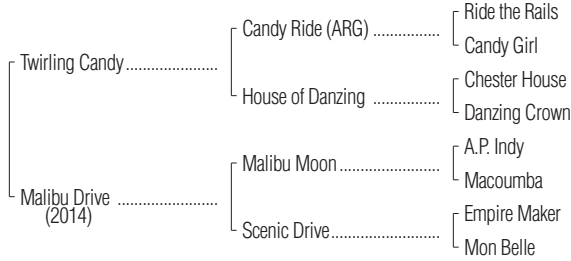 Ride the Rails
Candy Ride (ARG) ................
Candy Girl
Twirling Candy ......................
Chester House
House of Danzing ................
Danzing Crown
A.P. Indy
Malibu Moon ........................
Macoumba
Malibu Drive ........................
(2014)
Empire Maker
Scenic Drive..........................
Mon Belle